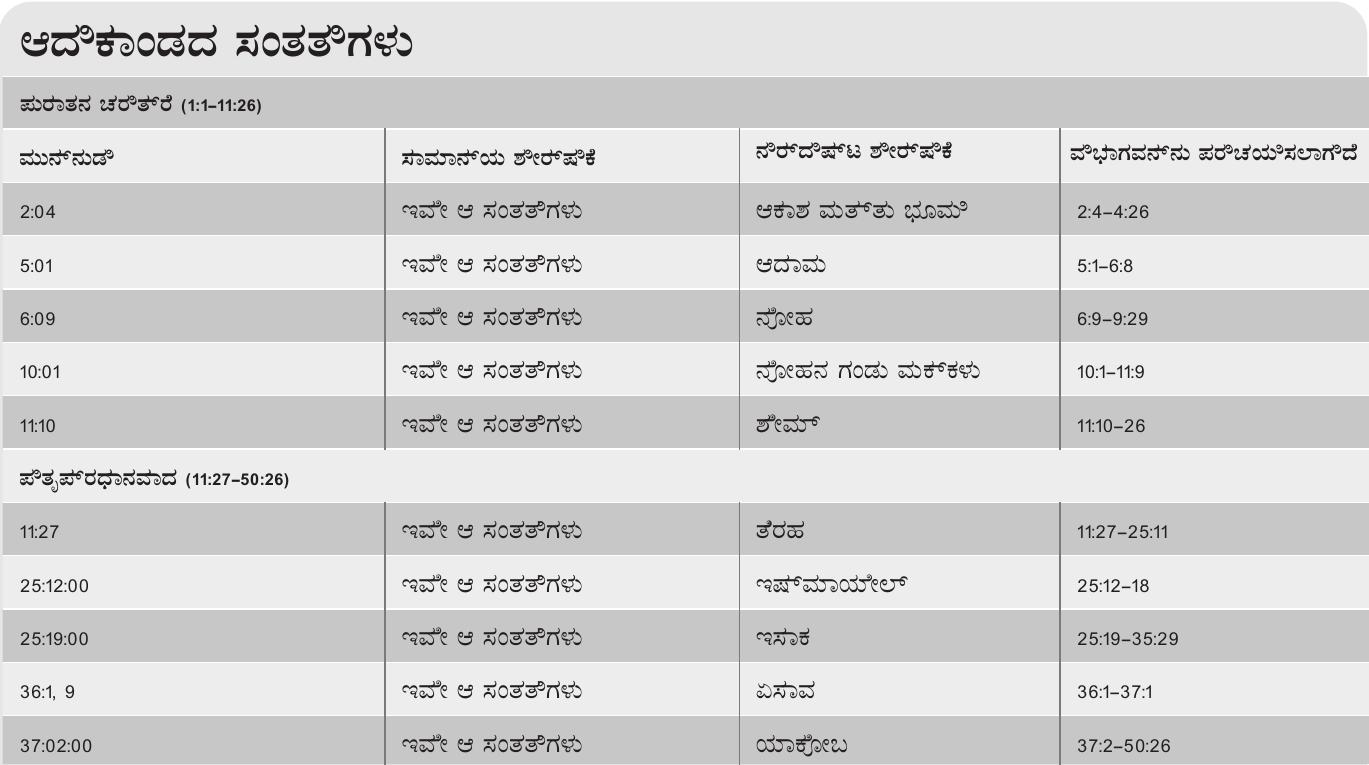 ಆದಿಕಾಂಡದ ಸಂತತಿಗಳು
ಪುರಾತನ ಚರಿತ್ರೆ (1:1–11:26)
ಮುನ್ನುಡಿ ಸಾಮಾನ್ಯ ಶೀರ್ಷಿಕೆ ನಿರ್ದಿಷ್ಟ ಶೀರ್ಷಿಕೆ ವಿಭಾಗವನ್ನು ಪರಿಚಯಿಸಲಾಗಿದೆ
2:04 ಇವೇ ಆ ಸಂತತಿಗಳು ಆಕಾಶ ಮತ್ತು ಭೂಮಿ 2:4–4:26
5:01 ಇವೇ ಆ ಸಂತತಿಗಳು ಆದಾಮ 5:1–6:8
6:09 ಇವೇ ಆ ಸಂತತಿಗಳು ನೋಹ 6:9–9:29
10:01 ಇವೇ ಆ ಸಂತತಿಗಳು ನೋಹನ ಗಂಡು ಮಕ್ಕಳು 10:1–11:9
11:10 ಇವೇ ಆ ಸಂತತಿಗಳು ಶೇಮ್ 11:10–26
ಪಿತೃಪ್ರಧಾನವಾದ (11:27–50:26)
11:27 ಇವೇ ಆ ಸಂತತಿಗಳು ತೆರಹ 11:27–25:11
25:12:00 ಇವೇ ಆ ಸಂತತಿಗಳು ಇಷ್ಮಾಯೇಲ್ 25:12–18
25:19:00 ಇವೇ ಆ ಸಂತತಿಗಳು ಇಸಾಕ 25:19–35:29
36:1, 9 ಇವೇ ಆ ಸಂತತಿಗಳು ಏಸಾವ 36:1–37:1
37:02:00 ಇವೇ ಆ ಸಂತತಿಗಳು ಯಾಕೋಬ 37:2–50:26